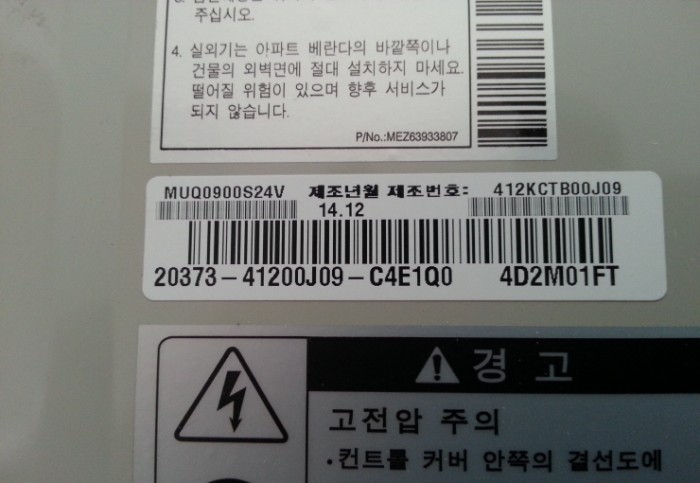 주십시오.
4. 실외기는 아파트 베란다의 바깥쪽이나
건물의 외벽면에 절대 설치하지 마세요.
떨어질 위험이 있으며 향후 서비스가
되지 않습니다.
P/No.:MEZ63933807
MUQ0900S24V 제조년월 제조번호: 412KCTB00J09
14.12
20373-41200J09-C4E1Q0 4D2M01FT
경 고
고전압 주의
·컨트롤 커버 안쪽의 결선도에